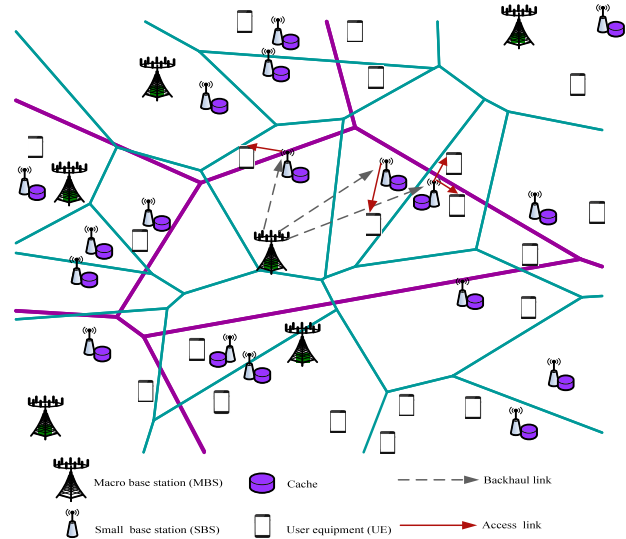 Macro base station (MBS)
Cache
Backhaul link
Small base station (SBS)
User equipment (UE)
Access link